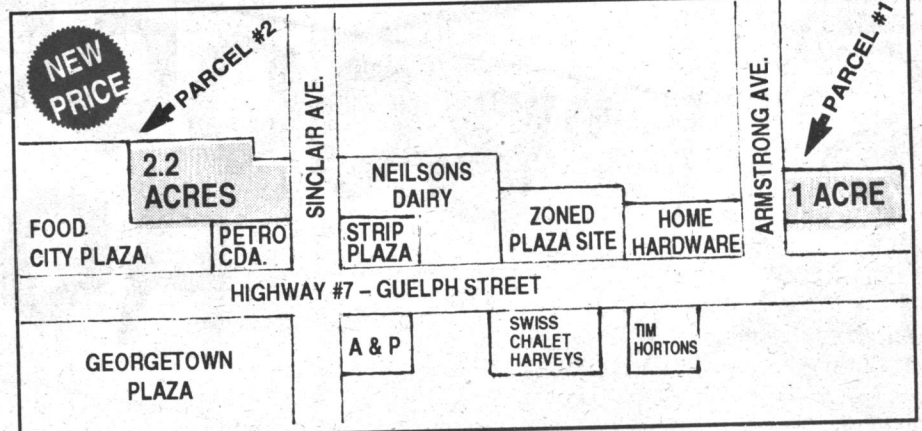 NEW
PRICE
PARCEL #2
PARCEL #1
SINCLAIR AVE.
ARMSTRONG AVE.
2.2
ACRES
NEILSONS
DAIRY
1 ACRE
FOOD.
CITY PLAZA
PETRO
CDA.
STRIP
PLAZA
ZONED
PLAZA SITE
HOME
HARDWARE
HIGHWAY #7 – GUELPH STREET
GEORGETOWN
PLAZA
A & P
SWISS
CHALET
HARVEYS
TIM
HORTONS